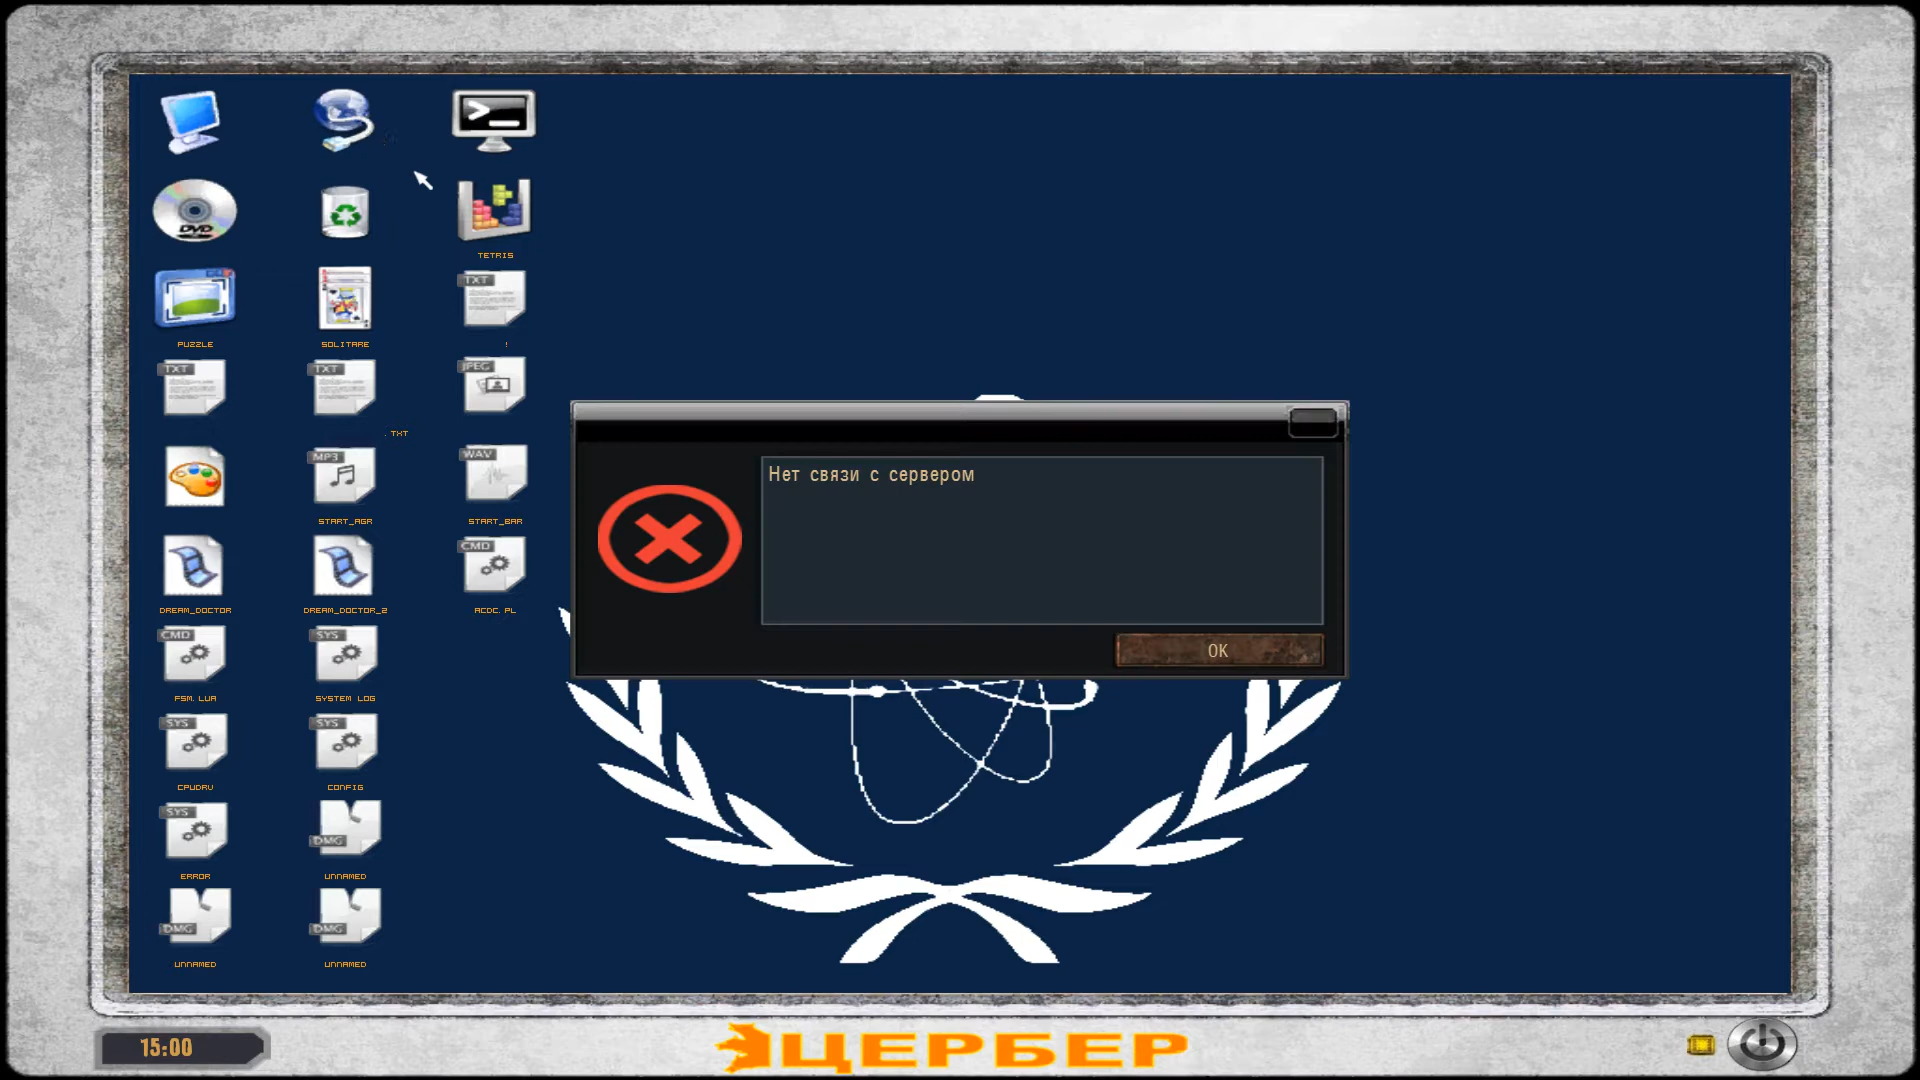 DVD
TETRIS
TXT
PUZZLE
SOLITARE
!
TXT
TXT
JPEG
. TXT
MP3
WAV
START_AGR
START_BAR
CMD
DREAM_DOCTOR
DREAM_DOCTOR_2
ACDC. PL
CMD
SYS
FSM. LUA
SYSTEM LOG
SYS
SYS
CPUDRV
CONFIG
SYS
DMG
ERROR
UNNAMED
DMG
DMG
UNNAMED
UNNAMED
Нет связи с сервером
OK
15:00
ЦЕРБЕР